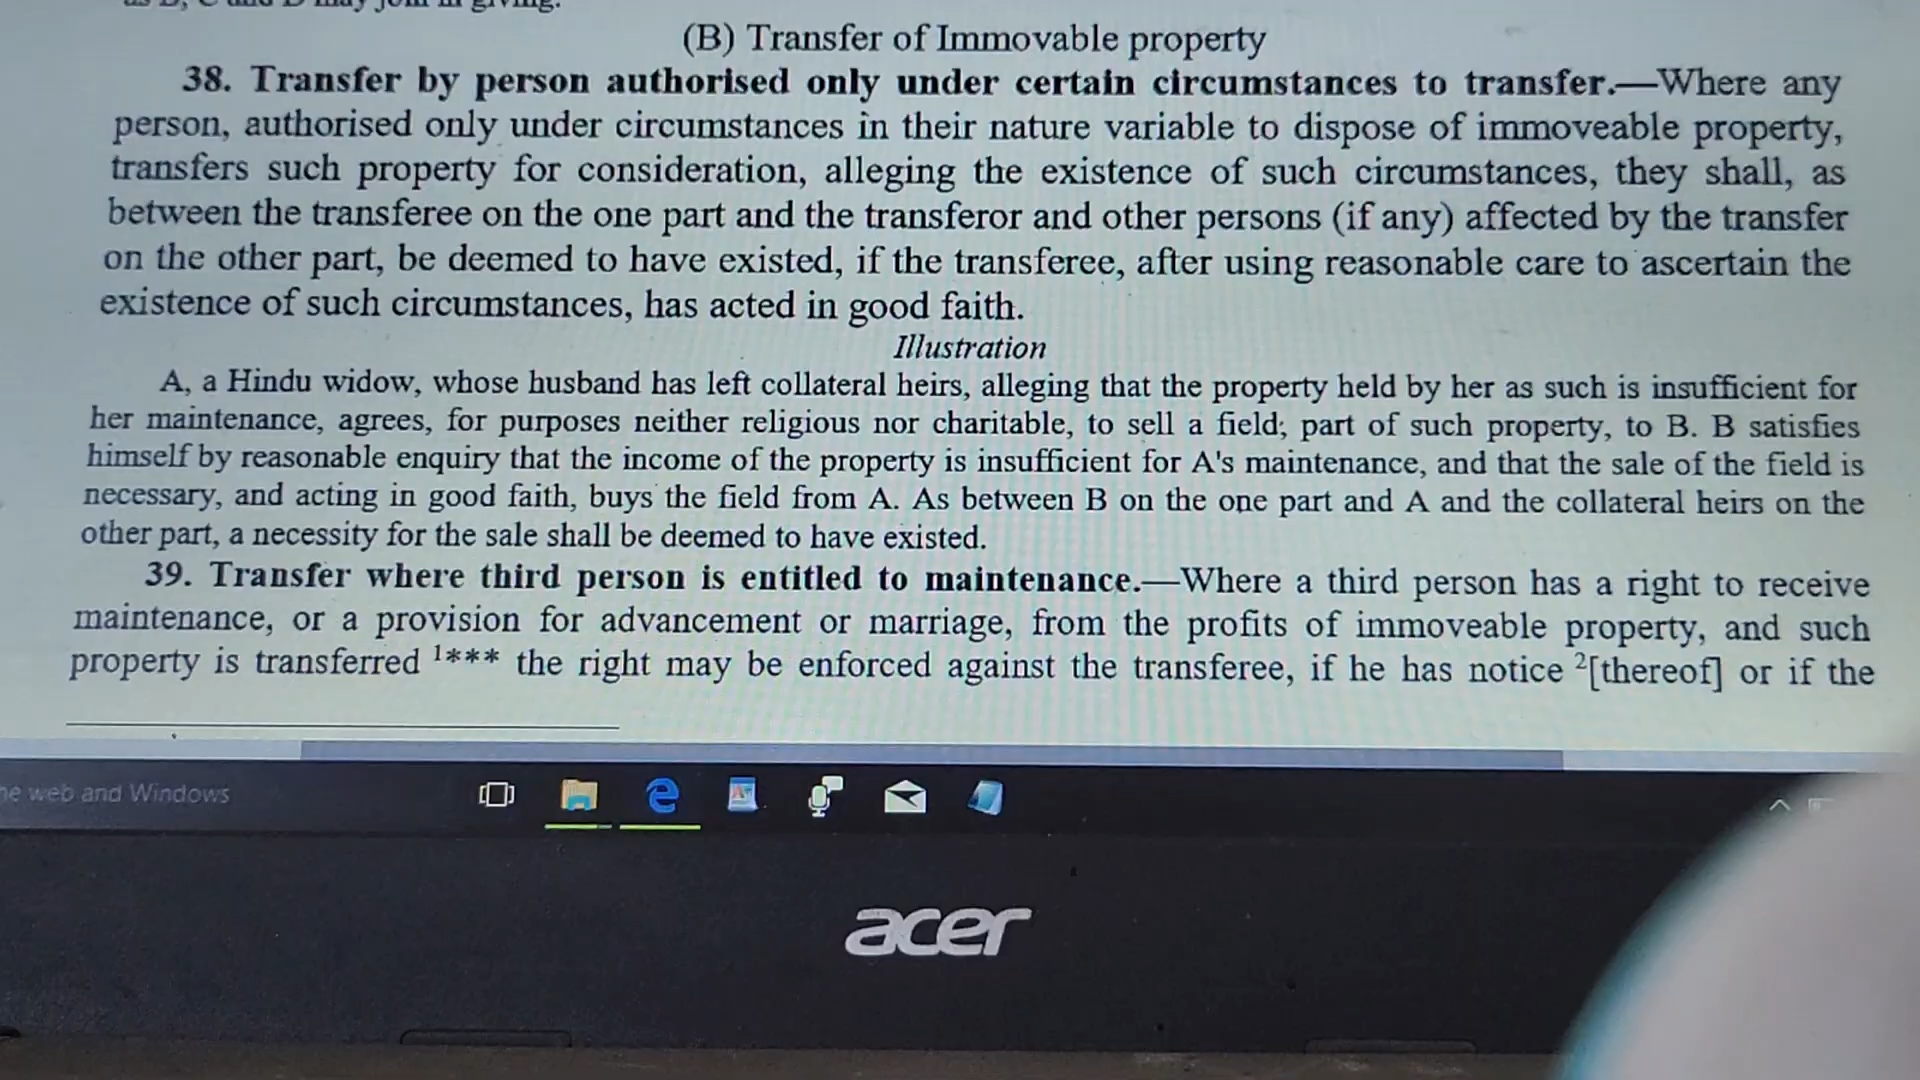 (B) Transfer of Immovable property
38. Transfer by person authorised only under certain circumstances to transfer.—Where any
person, authorised only under circumstances in their nature variable to dispose of immoveable property,
transfers such property for consideration, alleging the existence of such circumstances, they shall, as
between the transferee on the one part and the transferor and other persons (if any) affected by the transfer
on the other part, be deemed to have existed, if the transferee, after using reasonable care to ascertain the
existence of such circumstances, has acted in good faith.
Illustration
A, a Hindu widow, whose husband has left collateral heirs, alleging that the property held by her as such is insufficient for
her maintenance, agrees, for purposes neither religious nor charitable, to sell a field; part of such property, to B. B satisfies
himself by reasonable enquiry that the income of the property is insufficient for A's maintenance, and that the sale of the field is
necessary, and acting in good faith, buys the field from A. As between B on the one part and A and the collateral heirs on the
other part, a necessity for the sale shall be deemed to have existed.
39. Transfer where third person is entitled to maintenance.—Where a third person has a right to receive
maintenance, or a provision for advancement or marriage, from the profits of immoveable property, and such
property is transferred 1*** the right may be enforced against the transferee, if he has notice 2[thereof] or if the
web and Windows
acer